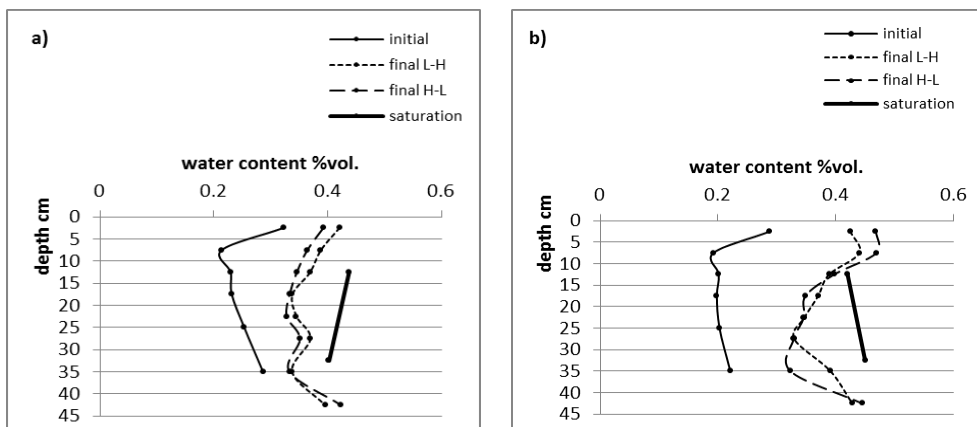 a)
initial
final L-H
final H-L
saturation
water content %vol.
0 0.2 0.4 0.6
depth cm
0
5
10
15
20
25
30
35
40
45
b)
initial
final L-H
final H-L
saturation
water content %vol.
0 0.2 0.4 0.6
depth cm
0
5
10
15
20
25
30
35
40
45